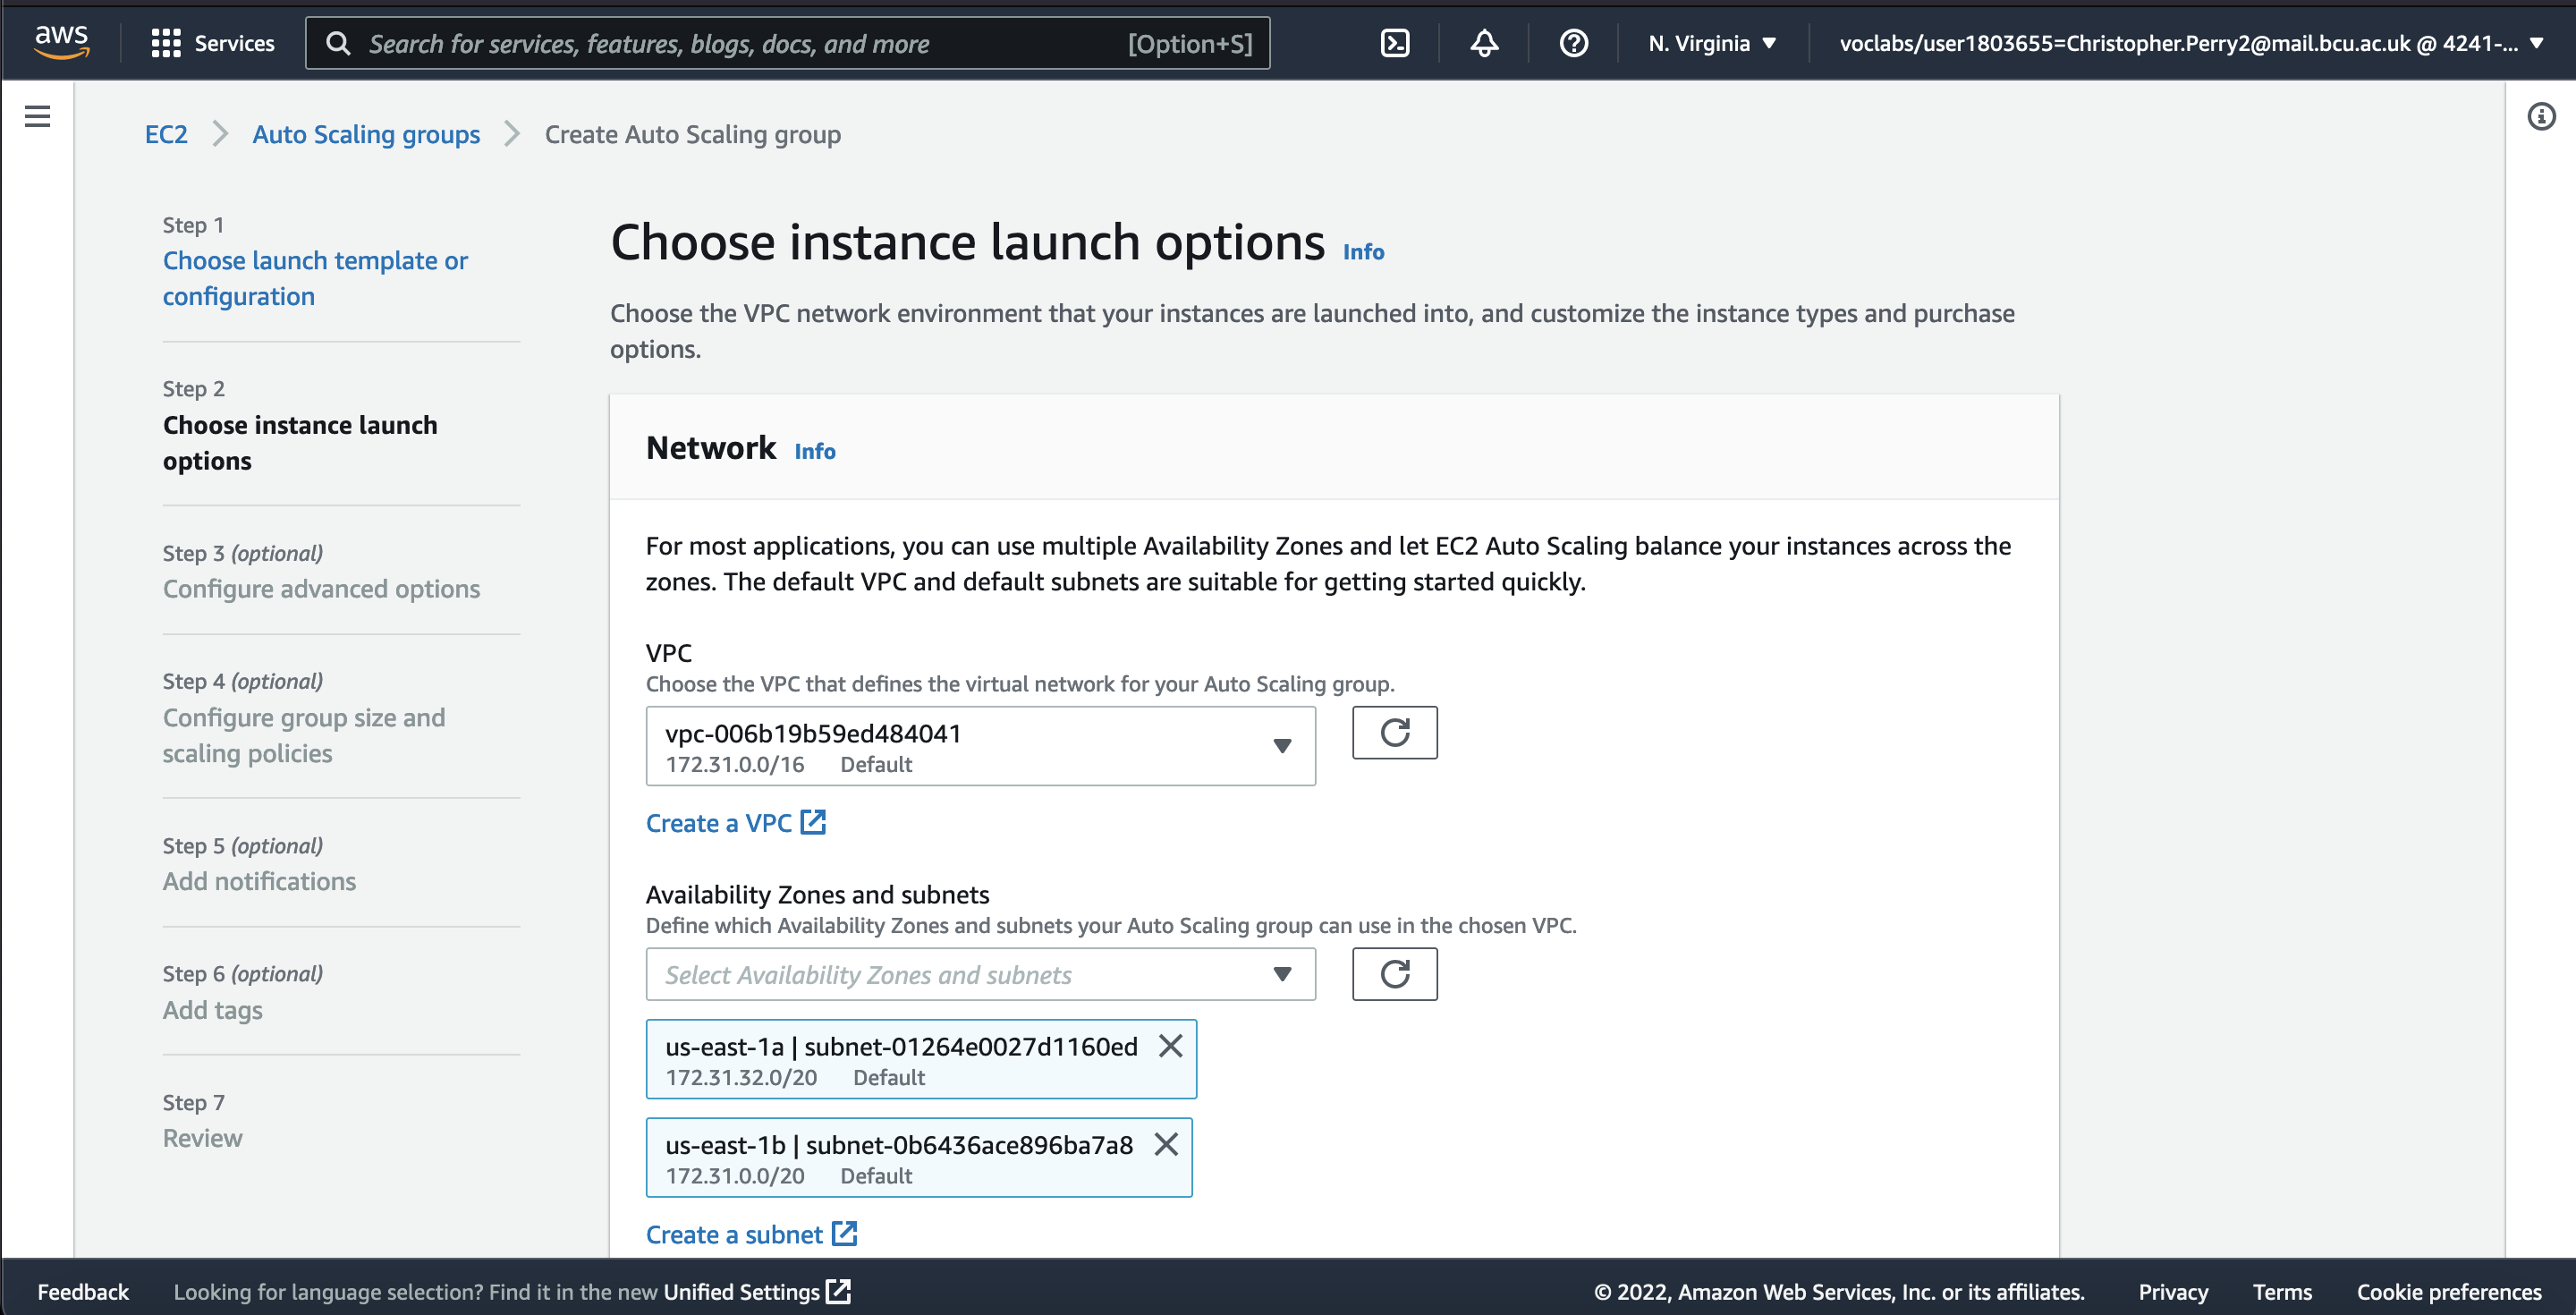 aws
Services
Search for services, features, blogs, docs, and more
[Option+S]
N. Virginia
voclabs/user1803655=Christopher.Perry2@mail.bcu.ac.uk @ 4241-...
EC2
Auto Scaling groups
Create Auto Scaling group
Step 1
Choose launch template or
configuration
Step 2
Choose instance launch
options
Step 3 (optional)
Configure advanced options
Step 4 (optional)
Configure group size and
scaling policies
Step 5 (optional)
Add notifications
Step 6 (optional)
Add tags
Step 7
Review
Choose instance launch options Info
Choose the VPC network environment that your instances are launched into, and customize the instance types and purchase
options.
Network Info
For most applications, you can use multiple Availability Zones and let EC2 Auto Scaling balance your instances across the
zones. The default VPC and default subnets are suitable for getting started quickly.
VPC
Choose the VPC that defines the virtual network for your Auto Scaling group.
vpc-006b19b59ed484041
172.31.0.0/16 Default
Create a VPC
Availability Zones and subnets
Define which Availability Zones and subnets your Auto Scaling group can use in the chosen VPC.
Select Availability Zones and subnets
us-east-1a | subnet-01264e0027d1160ed
172.31.32.0/20 Default
us-east-1b | subnet-0b6436ace896ba7a8
172.31.0.0/20 Default
Create a subnet
Feedback
Looking for language selection? Find it in the new Unified Settings
© 2022, Amazon Web Services, Inc. or its affiliates.
Privacy
Terms
Cookie preferences